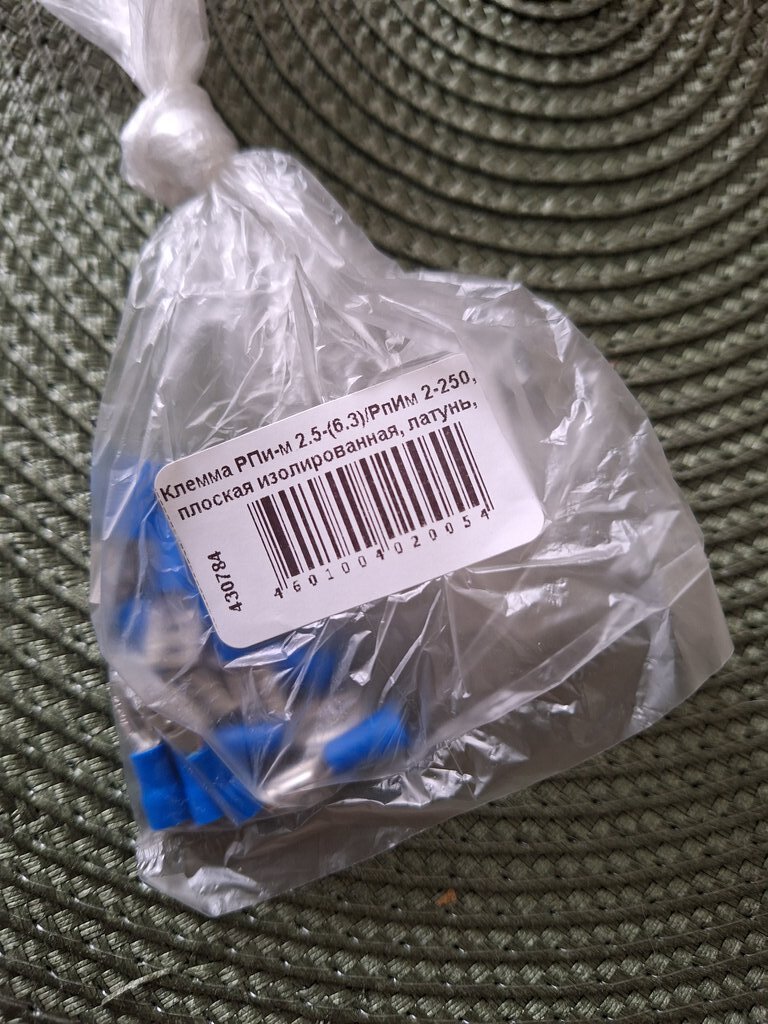 Клемма РПи-м 2.5-(6.3)/РпИм 2-250,
плоская изолированная, латунь,
430784
4601004020054